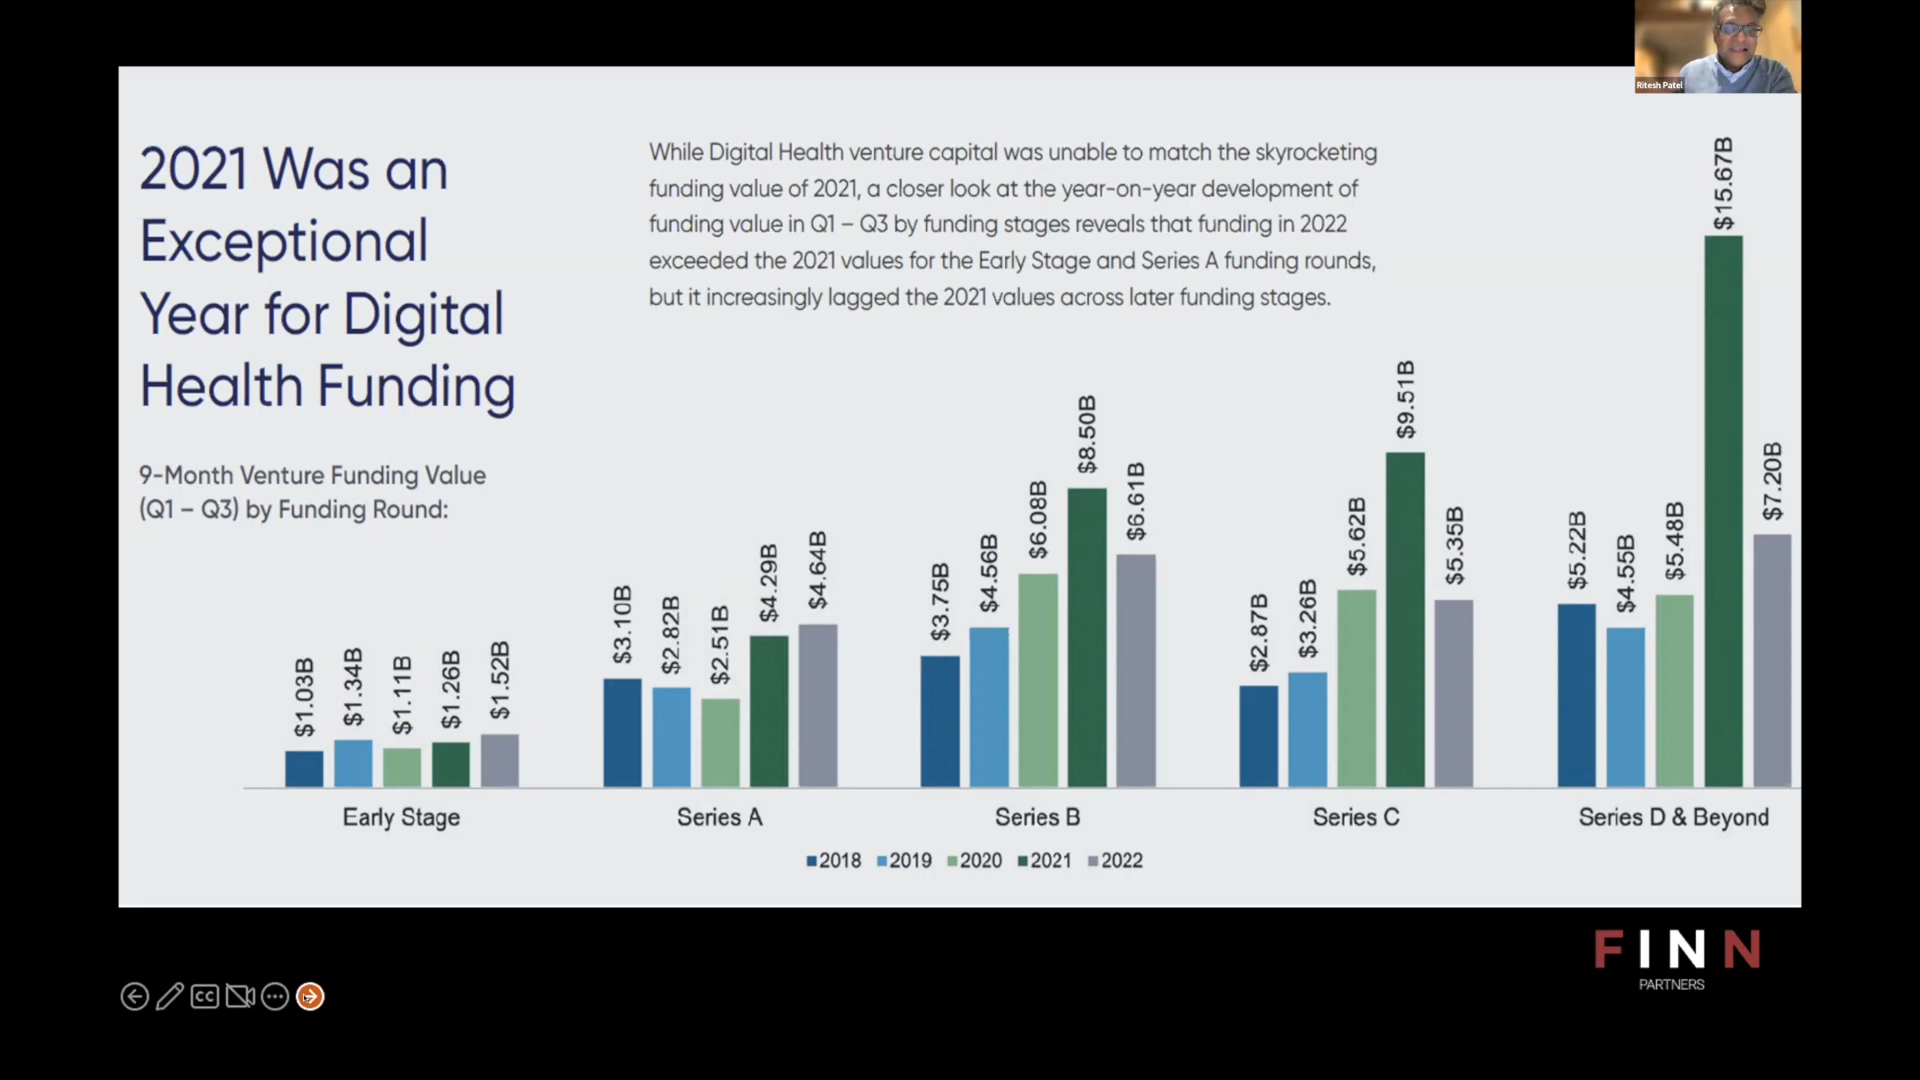 Ritesh Patel
2021 Was an
Exceptional
Year for Digital
Health Funding
While Digital Health venture capital was unable to match the skyrocketing
funding value of 2021, a closer look at the year-on-year development of
funding value in Q1 – Q3 by funding stages reveals that funding in 2022
exceeded the 2021 values for the Early Stage and Series A funding rounds,
but it increasingly lagged the 2021 values across later funding stages.
9-Month Venture Funding Value
(Q1 – Q3) by Funding Round:
$1.03B
$1.34B
$1.11B
$1.26B
$1.52B
$3.10B
$2.82B
$2.51B
$4.29B
$4.64B
$3.75B
$4.56B
$6.08B
$8.50B
$6.61B
$2.87B
$3.26B
$5.62B
$9.51B
$5.35B
$5.22B
$4.55B
$5.48B
$15.67B
$7.20B
Early Stage
Series A
Series B
Series C
Series D & Beyond
2018 2019 2020 2021 2022
FINN
PARTNERS
CC